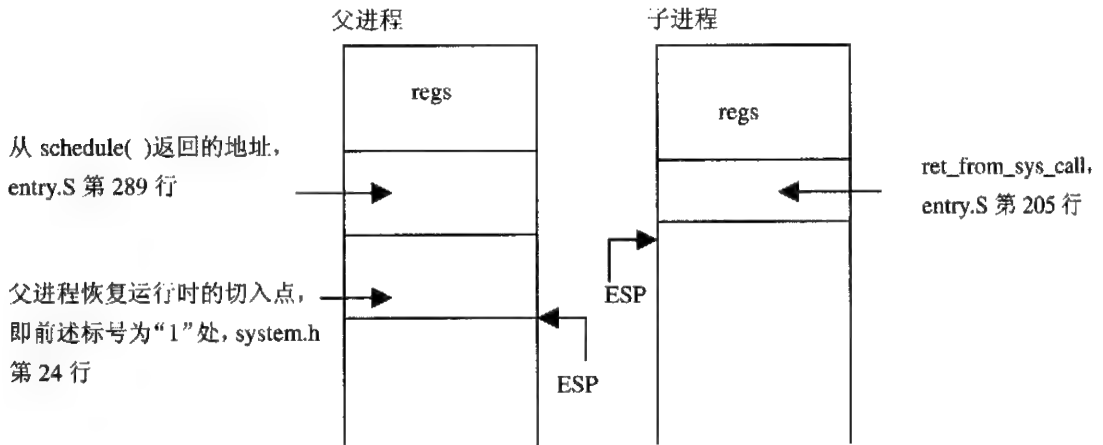 父进程
子进程
regs
regs
从 schedule( )返回的地址，
entry.S 第 289 行
ret_from_sys_call，
entry.S 第 205 行
父进程恢复运行时的切入点，
即前述标号为“1”处，system.h
第 24 行
ESP
ESP